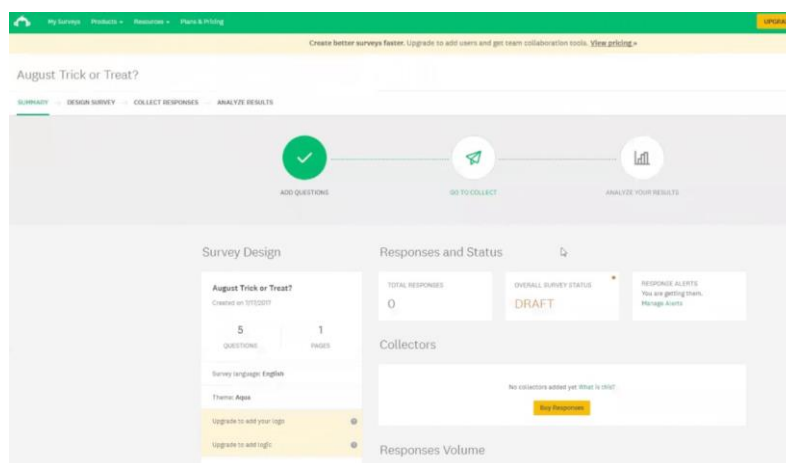 My Surveys Products Resources Plans & Pricing UPGRA
Create better surveys faster. Upgrade to add users and get team collaboration tools. View pricing »
August Trick or Treat?
SUMMARY DESIGN SURVEY COLLECT RESPONSES ANALYZE RESULTS
ADD QUESTIONS GO TO COLLECT ANALYZE YOUR RESULTS
Survey Design
August Trick or Treat?
Created on
5 1
QUESTIONS PAGES
Survey language: English
Theme: Aqua
Upgrade to add your logo
Upgrade to add logic
Responses and Status
TOTAL RESPONSES
0
OVERALL SURVEY STATUS
DRAFT
RESPONSE ALERTS
You are getting them.
Manage Alerts
Collectors
No collectors added yet What is this?
Buy Responses
Responses Volume